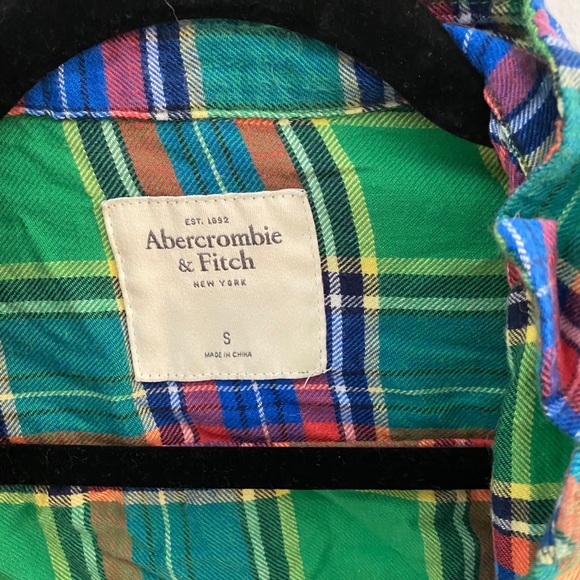 EST. 1892
Abercrombie
& Fitch
NEW YORK
S
MADE IN CHINA